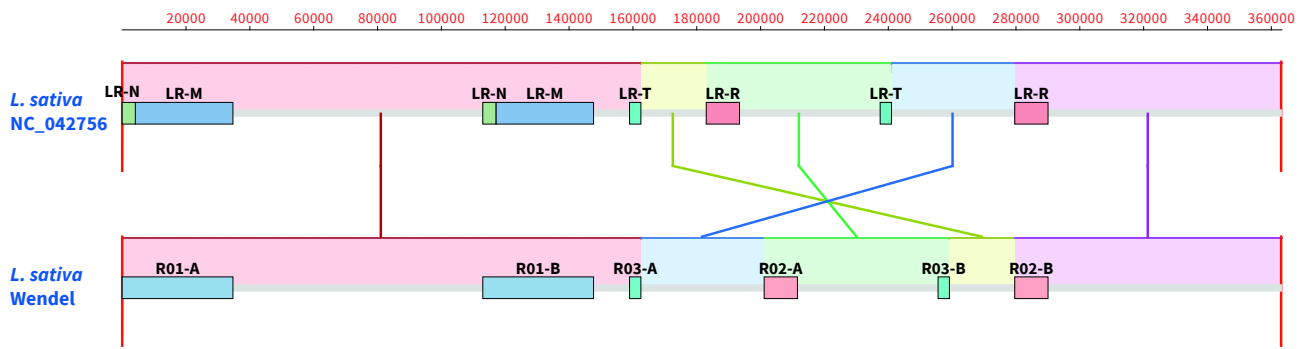 20000 40000 60000 80000 100000 120000 140000 160000 180000 200000 220000 240000 260000 280000 300000 320000 340000 360000
LR-N LR-M LR-N LR-M LR-T LR-R LR-T LR-R
L. sativa
NC_042756
R01-A R01-B R03-A R02-A R03-B R02-B
L. sativa
Wendel